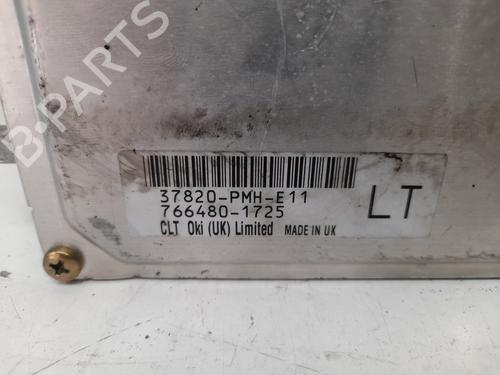 B-PARTS
37820-PMH-E11
766480-1725
LT
CLT Oki (UK) Limited MADE IN UK